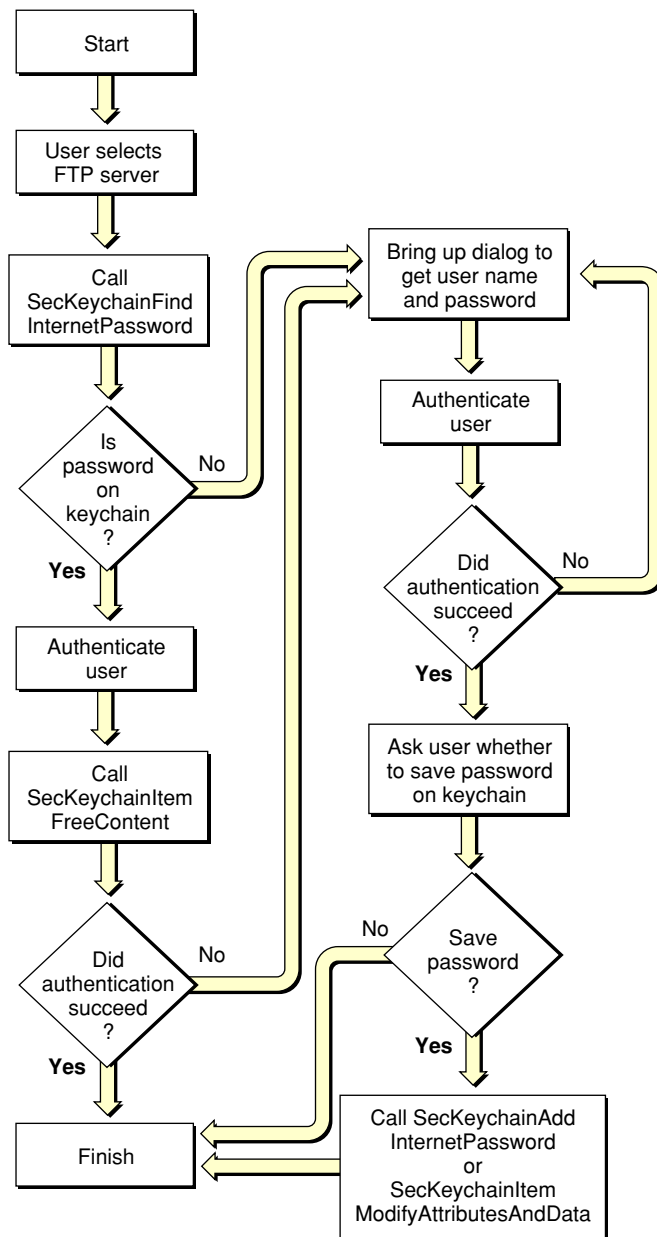 Start
User selects
FTP server
Call
SecKeychainFind
InternetPassword
Is
password
on
keychain
?
No
Yes
Authenticate
user
Call
SecKeychainItem
FreeContent
Did
authentication
succeed
?
No
Yes
Finish
Bring up dialog to
get user name
and password
Authenticate
user
Did
authentication
succeed
?
No
Yes
Ask user whether
to save password
on keychain
Save
password
?
No
Yes
Call SecKeychainAdd
InternetPassword
or
SecKeychainItem
ModifyAttributesAndData